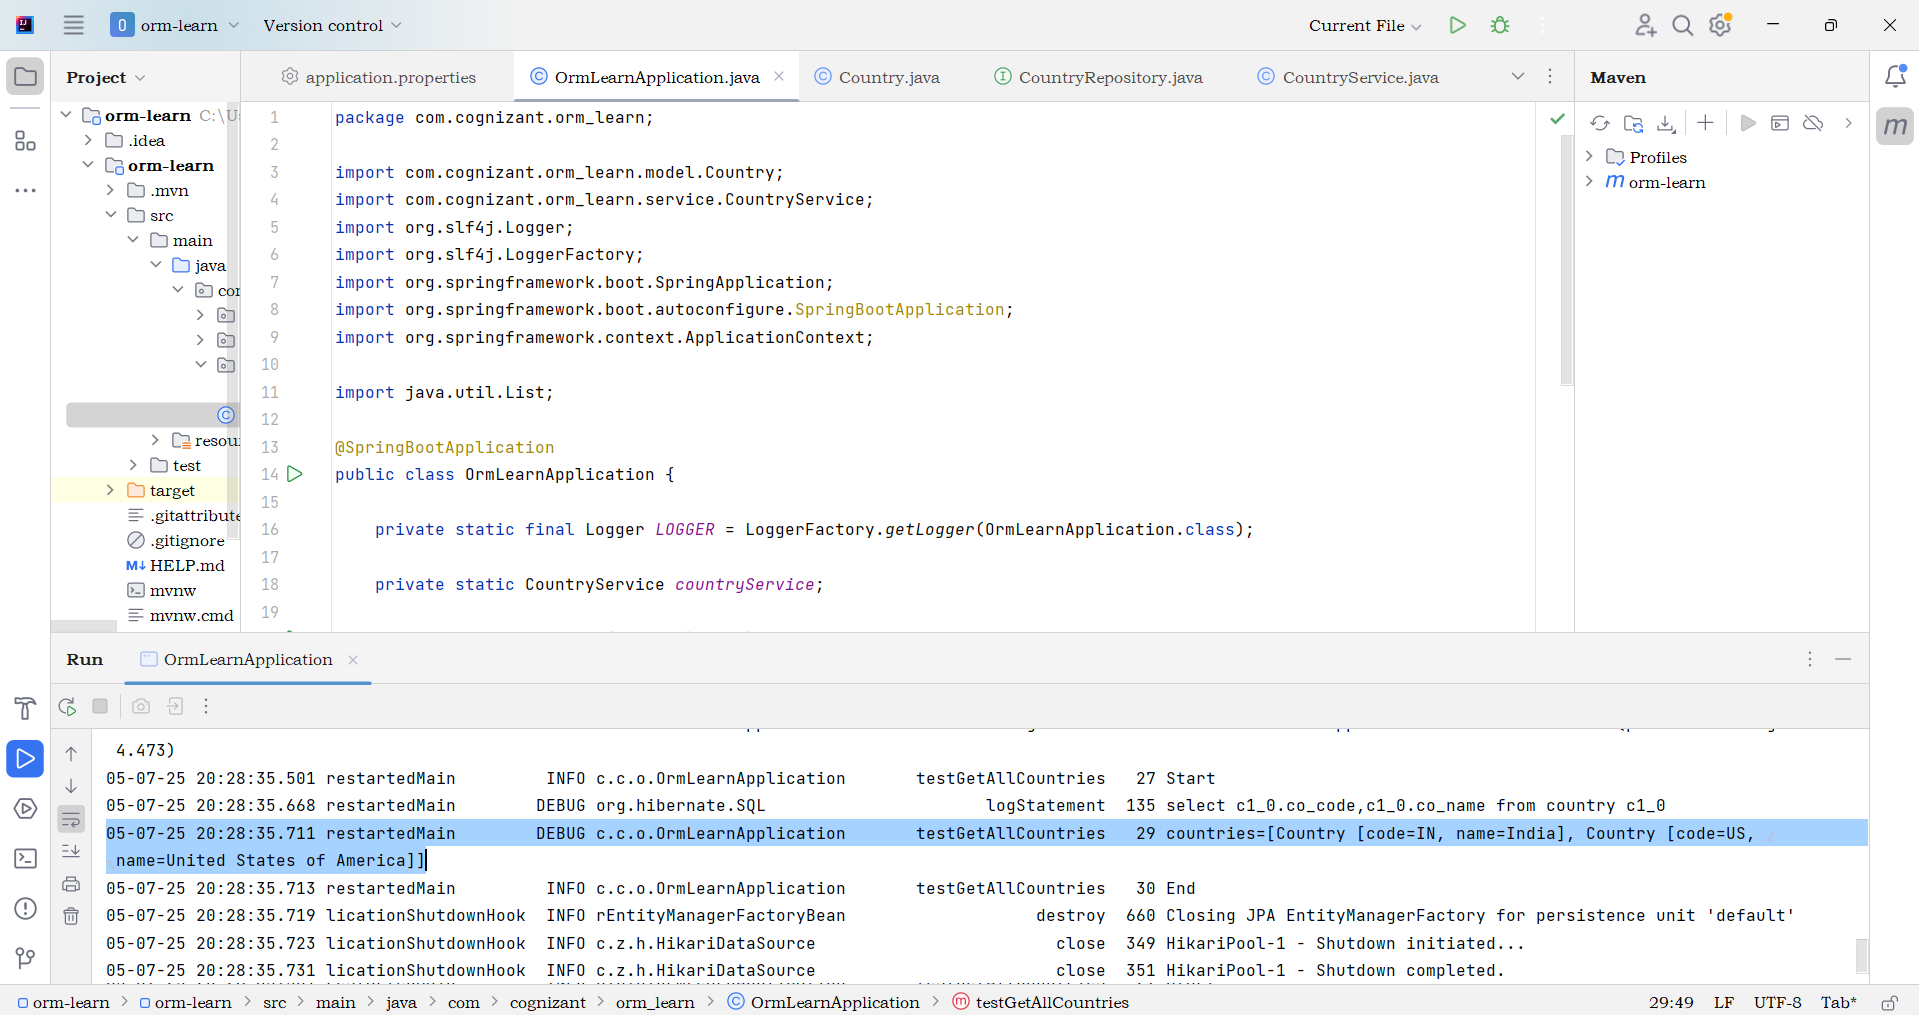 orm-learn
Version control
Current File
Project
application.properties
OrmLearnApplication.java
Country.java
CountryRepository.java
CountryService.java
Maven
orm-learn C:\U
.idea
orm-learn
.mvn
src
main
java
resou
test
target
.gitattribute
.gitignore
HELP.md
mvnw
mvnw.cmd
1 package com.cognizant.orm_learn;
2
3 import com.cognizant.orm_learn.model.Country;
4 import com.cognizant.orm_learn.service.CountryService;
5 import org.slf4j.Logger;
6 import org.slf4j.LoggerFactory;
7 import org.springframework.boot.SpringApplication;
8 import org.springframework.boot.autoconfigure.SpringBootApplication;
9 import org.springframework.context.ApplicationContext;
10
11 import java.util.List;
12
13 @SpringBootApplication
14 public class OrmLearnApplication {
15
16 private static final Logger LOGGER = LoggerFactory.getLogger(OrmLearnApplication.class);
17
18 private static CountryService countryService;
19
Profiles
orm-learn
Run
OrmLearnApplication
4.473)
05-07-25 20:28:35.501 restartedMain INFO c.c.o.OrmLearnApplication testGetAllCountries 27 Start
05-07-25 20:28:35.668 restartedMain DEBUG org.hibernate.SQL logStatement 135 select c1_0.co_code,c1_0.co_name from country c1_0
05-07-25 20:28:35.711 restartedMain DEBUG c.c.o.OrmLearnApplication testGetAllCountries 29 countries=[Country [code=IN, name=India], Country [code=US,
name=United States of America]]
05-07-25 20:28:35.713 restartedMain INFO c.c.o.OrmLearnApplication testGetAllCountries 30 End
05-07-25 20:28:35.719 licationShutdownHook INFO rEntityManagerFactoryBean destroy 660 Closing JPA EntityManagerFactory for persistence unit 'default'
05-07-25 20:28:35.723 licationShutdownHook INFO c.z.h.HikariDataSource close 349 HikariPool-1 - Shutdown initiated...
05-07-25 20:28:35.731 licationShutdownHook INFO c.z.h.HikariDataSource close 351 HikariPool-1 - Shutdown completed.
orm-learn > orm-learn > src > main > java > com > cognizant > orm_learn > OrmLearnApplication > testGetAllCountries
29:49 LF UTF-8 Tab*